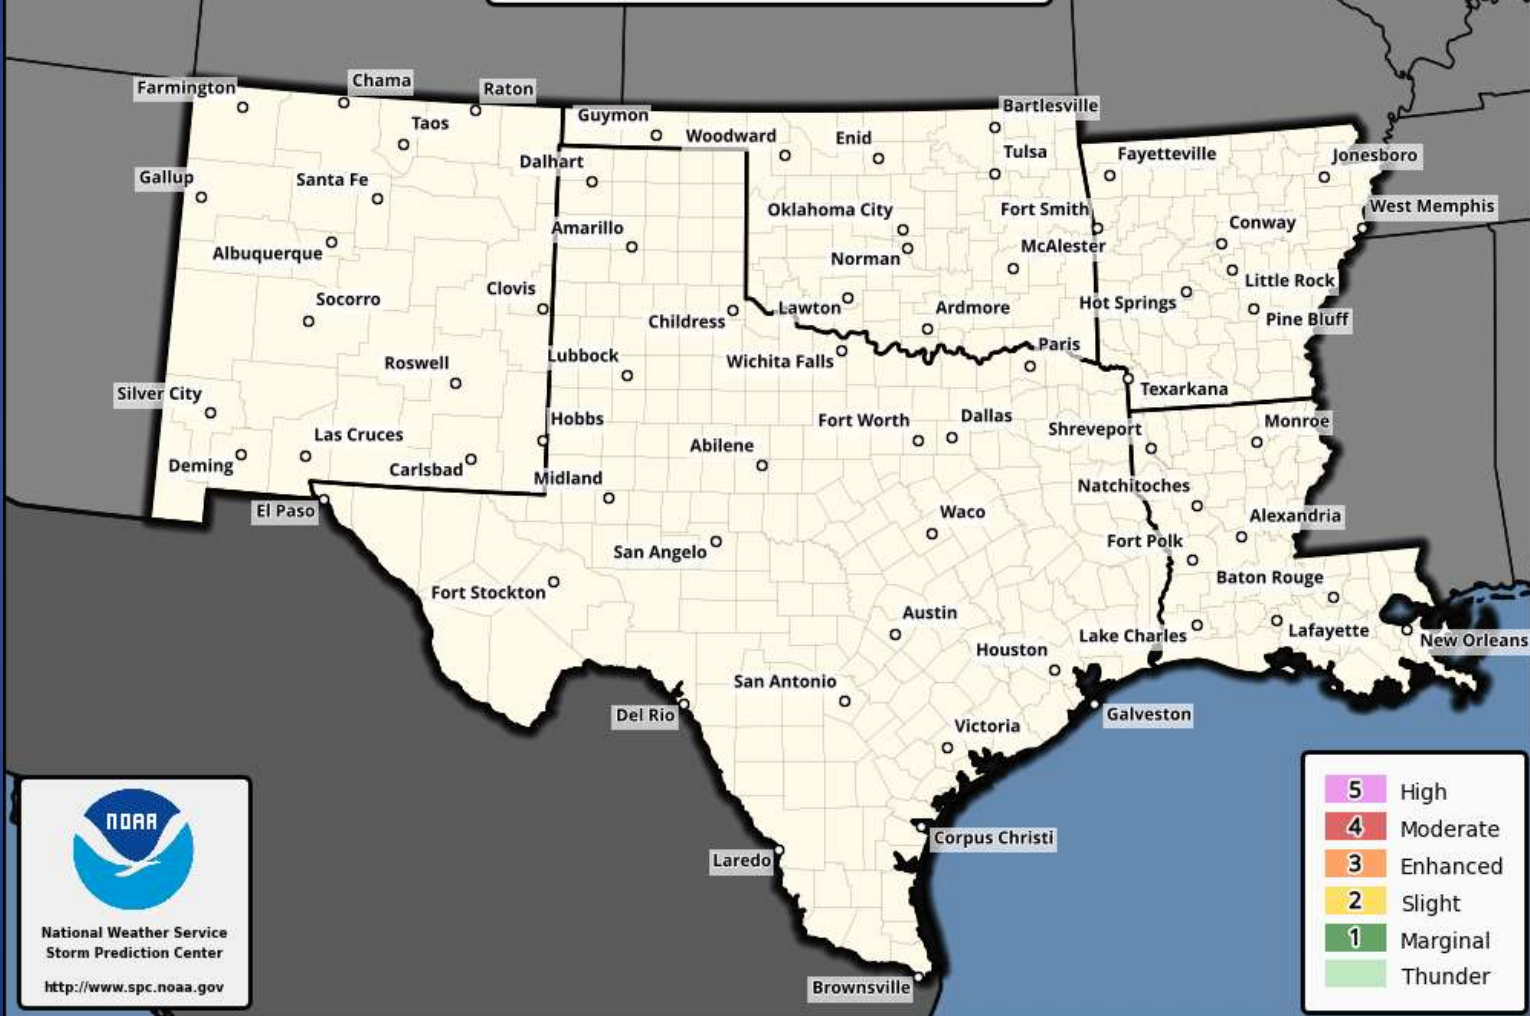 Farmington
Chama
Raton
Taos
Guymon
Woodward
Enid
Bartlesville
Tulsa
Fayetteville
Jonesboro
Dalhart
Gallup
Santa Fe
Oklahoma City
Fort Smith
West Memphis
Conway
Amarillo
Albuquerque
Norman
McAlester
Little Rock
Clovis
Socorro
Childress
Lawton
Ardmore
Hot Springs
Pine Bluff
Lubbock
Roswell
Wichita Falls
Paris
Texarkana
Silver City
Hobbs
Las Cruces
Abilene
Fort Worth
Dallas
Shreveport
Monroe
Deming
Carlsbad
Midland
Natchitoches
El Paso
San Angelo
Waco
Alexandria
Fort Polk
Fort Stockton
Baton Rouge
Austin
Houston
Lake Charles
Lafayette
New Orleans
San Antonio
Del Rio
Victoria
Galveston
Corpus Christi
Laredo
Brownsville
NOAA
National Weather Service
Storm Prediction Center
http://www.spc.noaa.gov
5 High
4 Moderate
3 Enhanced
2 Slight
1 Marginal
Thunder